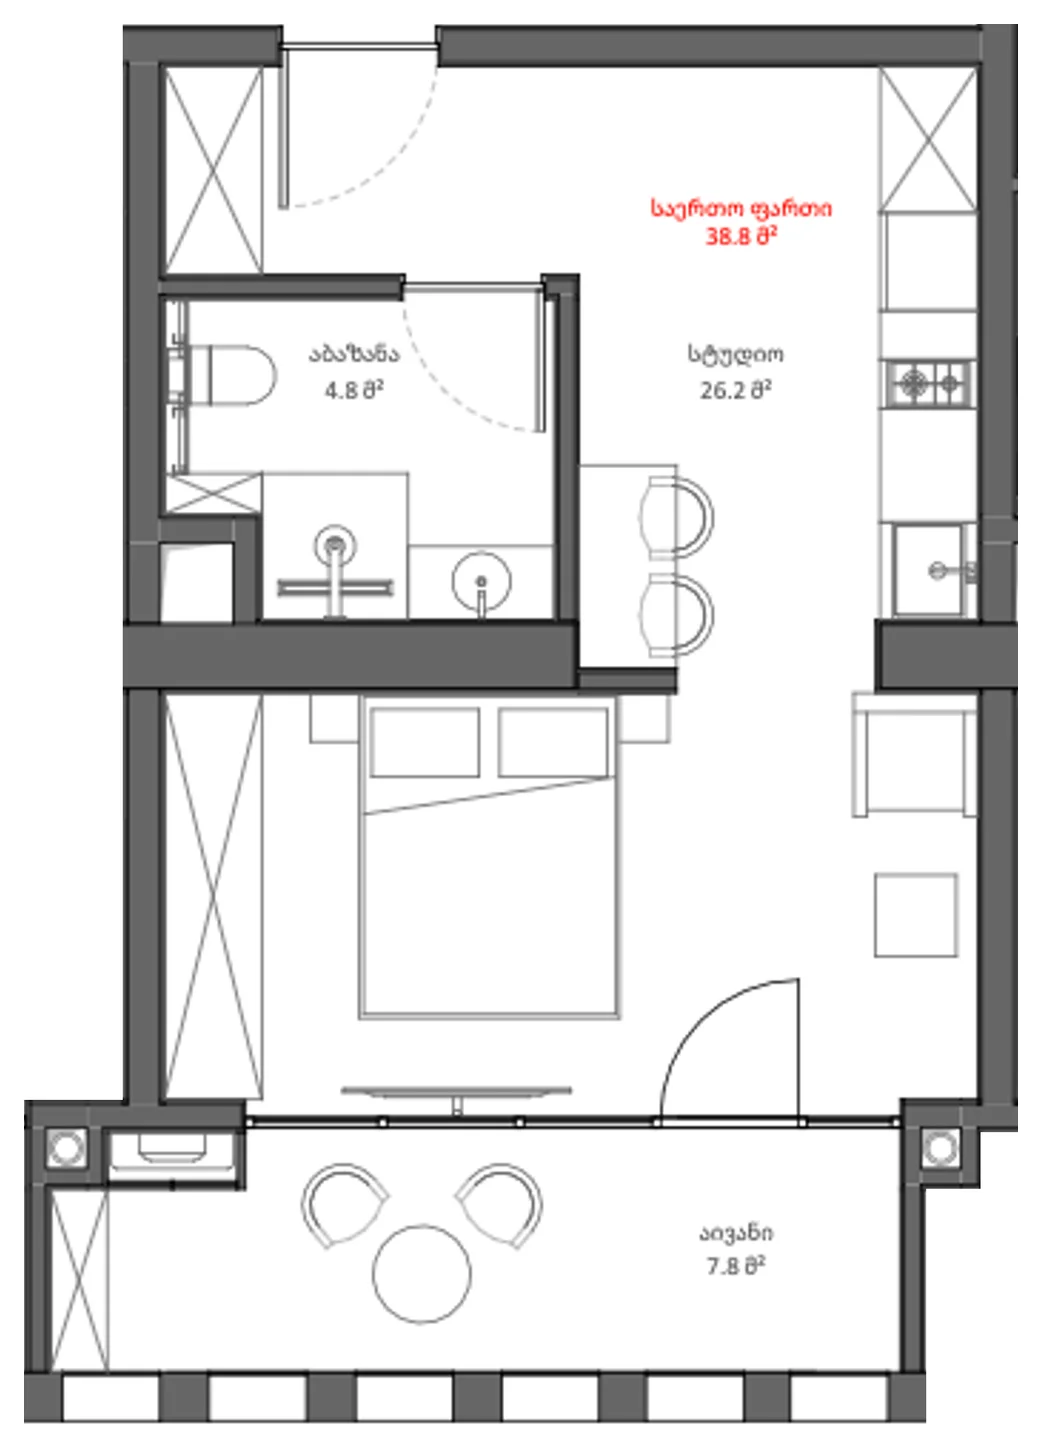 საერთო ფართი
38.8 მ²
აბაზანა
4.8 მ²
სტუდიო
26.2 მ²
აივანი
7.8 მ²